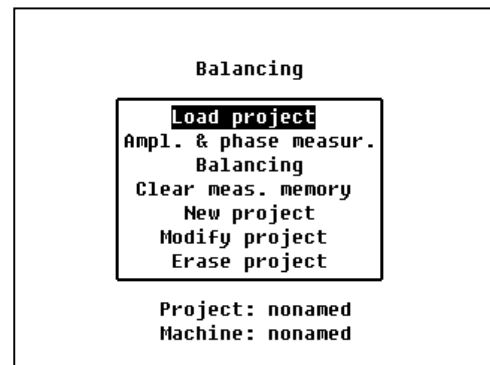 Balancing
Load project
Ampl. & phase measur.
Balancing
Clear meas. memory
New project
Modify project
Erase project
Project: nonamed
Machine: nonamed